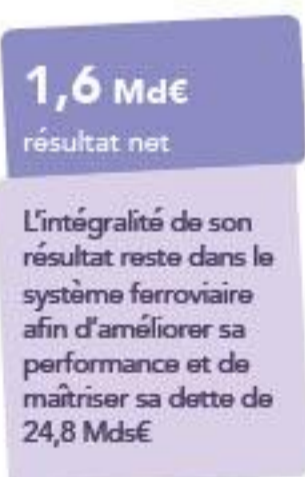 1,6 Md€
résultat net
L'intégralité de son
résultat reste dans le
système ferroviaire
afin d'améliorer sa
performance et de
maîtriser sa dette de
24,8 Mds€